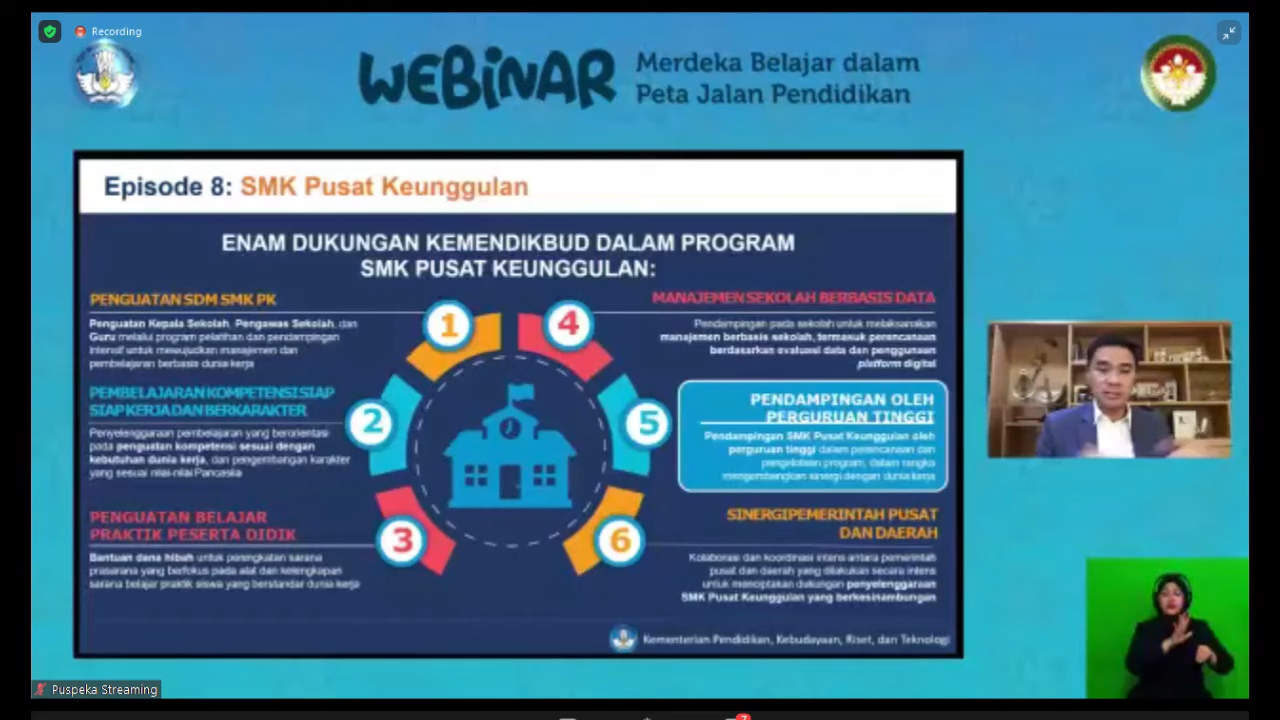 Recording
WEBINAR
Merdeka Belajar dalam
Peta Jalan Pendidikan
Episode 8: SMK Pusat Keunggulan
ENAM DUKUNGAN KEMENDIKBUD DALAM PROGRAM
SMK PUSAT KEUNGGULAN:
PENGUATAN SDM SMK PK
Penguatan Kepala Sekolah, Pengawas Sekolah, dan
Guru melalui program pelatihan dan pendampingan
intensif untuk mewujudkan manajemen dan
pembelajaran berbasis dunia kerja
1
PEMBELAJARAN KOMPETENSI SIAP
SIAP KERJA DAN BERKARAKTER
Penyelenggaraan pembelajaran yang berorientasi
pada penguatan kompetensi sesuai dengan
kebutuhan dunia kerja, dan pengembangan karakter
yang sesuai nilai-nilai Pancasila
2
PENGUATAN BELAJAR
PRAKTIK PESERTA DIDIK
Bantuan dana hibah untuk peningkatan sarana
prasarana yang berfokus pada alat dan kelengkapan
sarana belajar praktik siswa yang berstandar dunia kerja
3
4
MANAJEMEN SEKOLAH BERBASIS DATA
Pendampingan pada sekolah untuk melaksanakan
manajemen berbasis sekolah, termasuk perencanaan
berdasarkan evaluasi data dan penggunaan
platform digital
5
PENDAMPINGAN OLEH
PERGURUAN TINGGI
Pendampingan SMK Pusat Keunggulan oleh
perguruan tinggi dalam perencanaan dan
pengelolaan program, dalam rangka
mengembangkan sinergi dengan dunia kerja
6
SINERGI PEMERINTAH PUSAT
DAN DAERAH
Kolaborasi dan koordinasi intens antara pemerintah
pusat dan daerah yang dilakukan secara intens
untuk menciptakan dukungan penyelenggaraan
SMK Pusat Keunggulan yang berkesinambungan
Kementerian Pendidikan, Kebudayaan, Riset, dan Teknologi
Puspeka Streaming
7